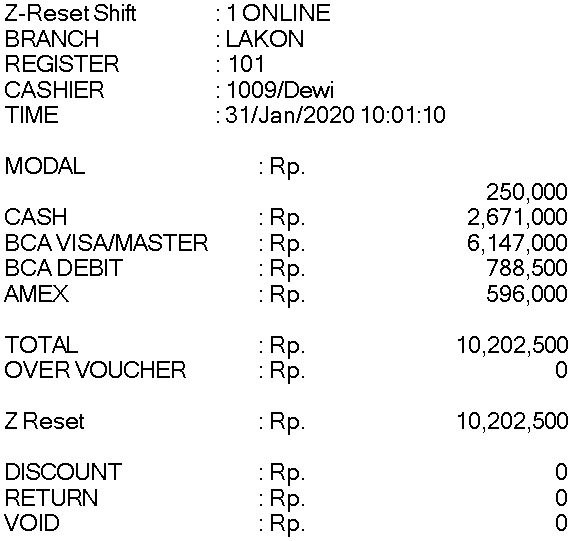 Z-Reset Shift : 1 ONLINE
BRANCH : LAKON
REGISTER : 101
CASHIER : 1009/Dewi
TIME : 31/Jan/2020 10:01:10
MODAL : Rp.
250,000
CASH : Rp. 2,671,000
BCA VISA/MASTER : Rp. 6,147,000
BCA DEBIT : Rp. 788,500
AMEX : Rp. 596,000
TOTAL : Rp. 10,202,500
OVER VOUCHER : Rp. 0
Z Reset : Rp. 10,202,500
DISCOUNT : Rp. 0
RETURN : Rp. 0
VOID : Rp. 0